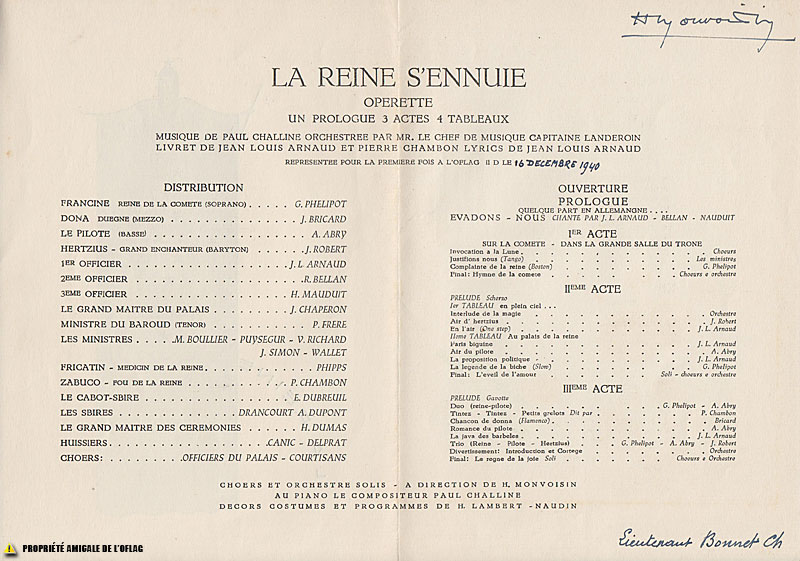 H Monvoisin
LA REINE S'ENNUIE
OPERETTE
UN PROLOGUE 3 ACTES 4 TABLEAUX
MUSIQUE DE PAUL CHALLINE ORCHESTREE PAR MR. LE CHEF DE MUSIQUE CAPITAINE LANDEROIN
LIVRET DE JEAN LOUIS ARNAUD ET PIERRE CHAMBON LYRICS DE JEAN LOUIS ARNAUD
REPRESENTEE POUR LA PREMIERE FOIS A L'OFLAG II D LE 16 DECEMBRE 1940
DISTRIBUTION
FRANCINE REINE DE LA COMETE (SOPRANO) . . . . . G. PHELIPOT
DONA DUEGNE (MEZZO) . . . . . . . . . . . . . . J. BRICARD
LE PILOTE (BASSE) . . . . . . . . . . . . . . . A. ABRY
HERTZIUS - GRAND ENCHANTEUR (BARYTON) . . . . . . J. ROBERT
1ER OFFICIER . . . . . . . . . . . . . . . . J. L. ARNAUD
2EME OFFICIER . . . . . . . . . . . . . . . . R. BELLAN
3EME OFFICIER . . . . . . . . . . . . . . . H. MAUDUIT
LE GRAND MAITRE DU PALAIS . . . . . . . . J. CHAPERON
MINISTRE DU BAROUD (TENOR) . . . . . . . . . . P. FRERE
LES MINISTRES . . . . . M. BOULLIER - PUYSEGUR - V. RICHARD
J. SIMON - WALLET
FRICATIN - MEDICIN DE LA REINE . . . . . . . . . . PHIPPS
ZABUCO - FOU DE LA REINE . . . . . . . . . . P. CHAMBON
LE CABOT-SBIRE . . . . . . . . . . . . . . E. DUBREUIL
LES SBIRES . . . . . . . . . . DRANCOURT A. DUPONT
LE GRAND MAITRE DES CEREMONIES . . . . . . H. DUMAS
HUISSIERS . . . . . . . . . . . . . . . CANIC - DELPRAT
CHOERS: . . . . . . . . OFFICIERS DU PALAIS - COURTISANS
OUVERTURE
PROLOGUE
QUELQUE PART EN ALLEMANGNE . . . .
EVADONS - NOUS CHANTE PAR J. L. ARNAUD - BELLAN - NAUDUIT
1ER ACTE
SUR LA COMETE - DANS LA GRANDE SALLE DU TRONE
Invocation a la Lune . . . . . . . . . . Choeurs
Justifions nous (Tango) . . . . . . . . . . Les ministres
Complainte de la reine (Boston) . . . . . . . . G. Phelipot
Final: Hymne de la comete . . . . . . . . Choeurs e orchestre
IIEME ACTE
PRELUDE Scherzo
1er TABLEAU en plein ciel . . .
Interlude de la magie . . . . . . . . . . Orchestre
Air d' hertzius . . . . . . . . . . . . J. Robert
En l'air (One step) . . . . . . . . . . . J. L. Arnaud
IIeme TABLEAU Au palais de la reine
Paris biguine . . . . . . . . . . . . J. L. Arnaud
Air du pilote . . . . . . . . . . . . . A. Abry
La proposition politique - . . . . . . . . . J. L. Arnaud
La legende de la biche (Slow) . . . . . . . . G. Phelipot
Final: L'eveil de l'amour . . . . . . Soli - choeurs e orchestre
IIIEME ACTE
PRELUDE Gavotte
Duo (reine-pilote) . . . . . . . . G. Phelipot - A. Abry
Tintez - Tintez - Petits grelots Dit par . . . . . . P. Chambon
Chancon de donna (Flamenco) . . . . . . . . . Bricard
Romance du pilote . . . . . . . . . . . A. Abry
La java des barbeles . . . . . . . . . . J. L. Arnaud
Trio (Reine - Pilote - Hertzius) . . . G. Phelipot - A. Abry - J. Robert
Divertissement: Introduction et Cortege . . . . . . Orchestre
Final: Le regne de la joie Soli . . . . . . Choours e Orchestre
CHOERS ET ORCHESTRE SOLIS - A DIRECTION DE H. MONVOISIN
AU PIANO LE COMPOSITEUR PAUL CHALLINE
DECORS COSTUMES ET PROGRAMMES DE H. LAMBERT - NAUDIN
Lieutenant Bonnet Ch
PROPRIÉTÉ AMICALE DE L'OFLAG